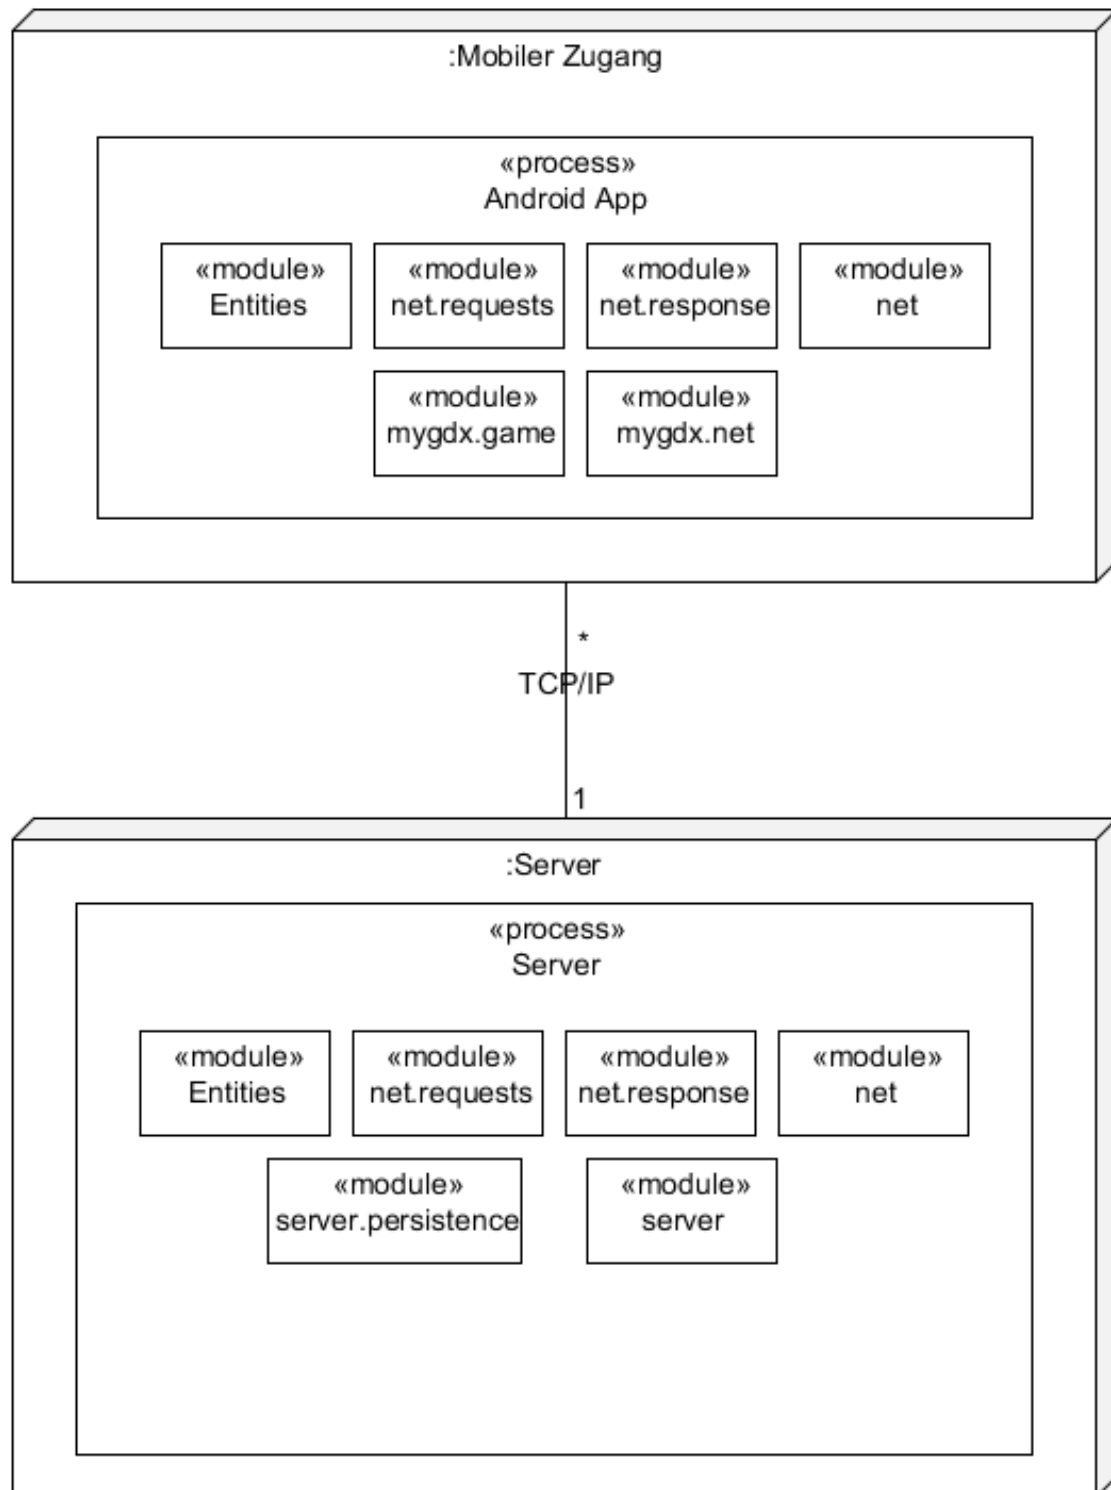 :Mobiler Zugang
«process»
Android App
«module» «module» «module» «module»
Entities net.requests net.response net
«module» «module»
mygdx.game mygdx.net
*
TCP/IP
1
:Server
«process»
Server
«module» «module» «module» «module»
Entities net.requests net.response net
«module» «module»
server.persistence server